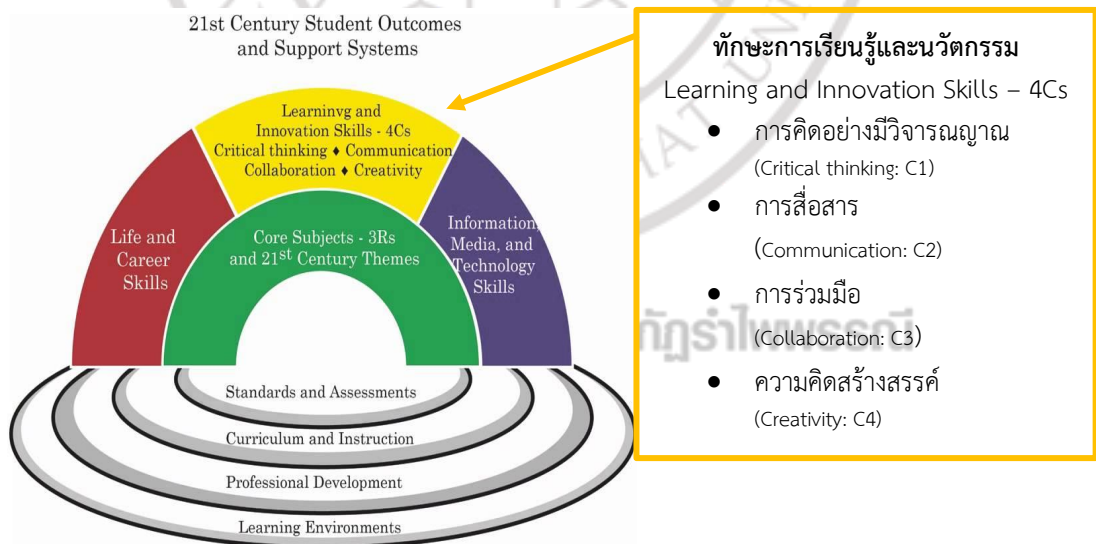 21st Century Student Outcomes
and Support Systems
Learninvg and
Innovation Skills - 4Cs
Critical thinking ♦ Communication
Collaboration ♦ Creativity
Life and
Career
Skills
Core Subjects - 3Rs
and 21st Century Themes
Information,
Media, and
Technology
Skills
Standards and Assessments
Curriculum and Instruction
Professional Development
Learning Environments
ทักษะการเรียนรู้และนวัตกรรม
Learning and Innovation Skills – 4Cs
● การคิดอย่างมีวิจารณญาณ
(Critical thinking: C1)
● การสื่อสาร
(Communication: C2)
● การร่วมมือ
(Collaboration: C3)
● ความคิดสร้างสรรค์
(Creativity: C4)